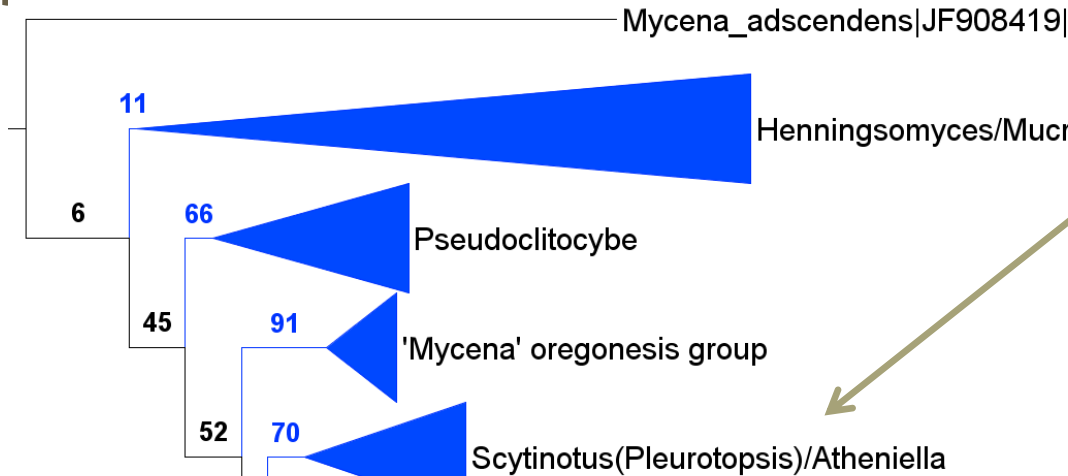 Mycena_adscendens|JF908419|
11
Henningsomyces/Mucr
6
66
Pseudoclitocybe
45
91
'Mycena' oregonesis group
52
70
Scytinotus(Pleurotopsis)/Atheniella